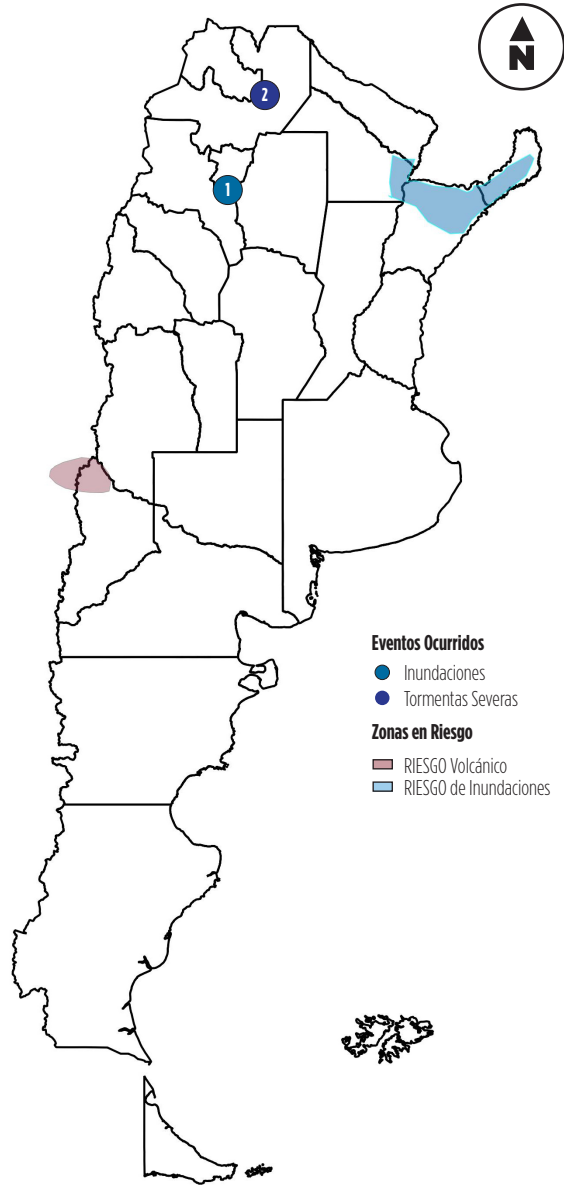 N
2
1
Eventos Ocurridos
Inundaciones
Tormentas Severas
Zonas en Riesgo
RIESGO Volcánico
RIESGO de Inundaciones